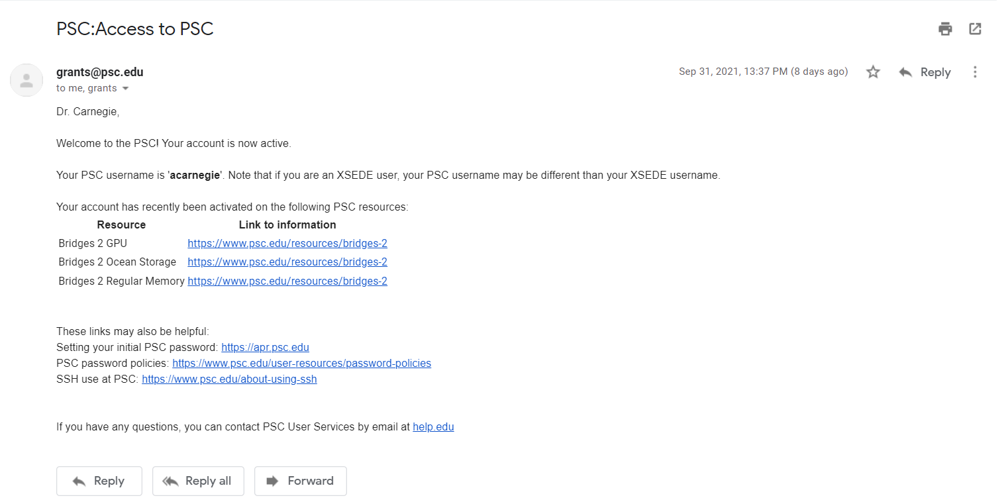 PSC:Access to PSC
grants@psc.edu
Sep 31, 2021, 13:37 PM (8 days ago)
Reply
to me, grants
Dr. Carnegie,
Welcome to the PSC! Your account is now active.
Your PSC username is 'acarnegie'. Note that if you are an XSEDE user, your PSC username may be different than your XSEDE username.
Your account has recently been activated on the following PSC resources:
Resource Link to information
Bridges 2 GPU https://www.psc.edu/resources/bridges-2
Bridges 2 Ocean Storage https://www.psc.edu/resources/bridges-2
Bridges 2 Regular Memory https://www.psc.edu/resources/bridges-2
These links may also be helpful:
Setting your initial PSC password: https://apr.psc.edu
PSC password policies: https://www.psc.edu/user-resources/password-policies
SSH use at PSC: https://www.psc.edu/about-using-ssh
If you have any questions, you can contact PSC User Services by email at help.edu
Reply Reply all Forward